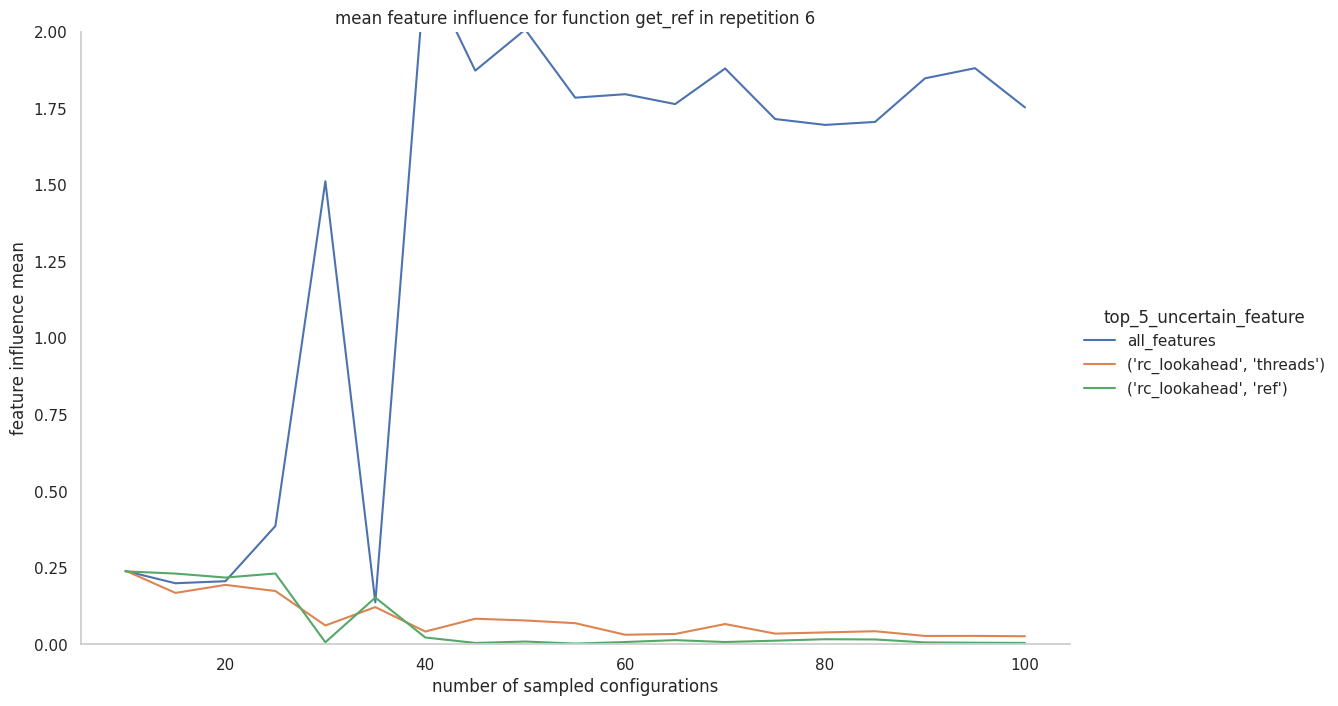 mean feature influence for function get_ref in repetition 6
2.00
1.75
1.50
1.25
1.00
0.75
0.50
0.25
0.00
feature influence mean
20
40
60
80
100
number of sampled configurations
top_5_uncertain_feature
all_features
('rc_lookahead', 'threads')
('rc_lookahead', 'ref')